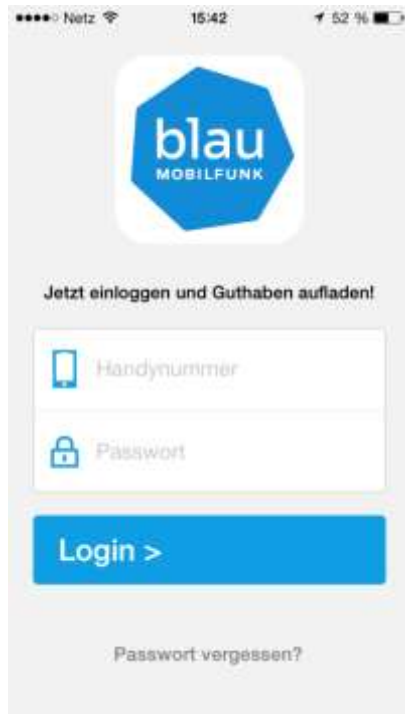 Netz 15:42 52 %
blau
MOBILFUNK
Jetzt einloggen und Guthaben aufladen!
Handynummer
Passwort
Login >
Passwort vergessen?